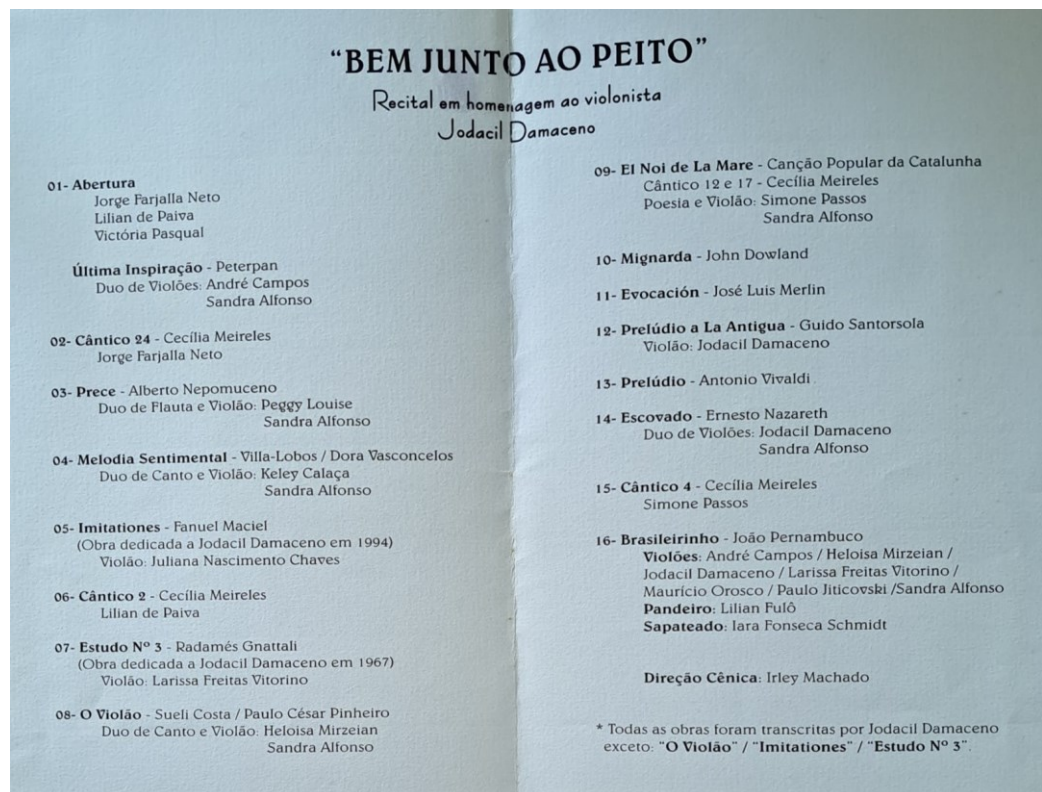 “BEM JUNTO AO PEITO”
Recital em homenagem ao violonista
Jodacil Damaceno
01- Abertura
Jorge Farjalla Neto
Lilian de Paiva
Victória Pasqual
Última Inspiração - Peterpan
Duo de Violões: André Campos
Sandra Alfonso
02- Cântico 24 - Cecília Meireles
Jorge Farjalla Neto
03- Prece - Alberto Nepomuceno
Duo de Flauta e Violão: Peggy Louise
Sandra Alfonso
04- Melodia Sentimental - Villa-Lobos / Dora Vasconcelos
Duo de Canto e Violão: Keley Calaça
Sandra Alfonso
05- Imitationes - Fanuel Maciel
(Obra dedicada a Jodacil Damaceno em 1994)
Violão: Juliana Nascimento Chaves
06- Cântico 2 - Cecília Meireles
Lilian de Paiva
07- Estudo Nº 3 - Radamés Gnattali
(Obra dedicada a Jodacil Damaceno em 1967)
Violão: Larissa Freitas Vitorino
08- O Violão - Sueli Costa / Paulo César Pinheiro
Duo de Canto e Violão: Heloisa Mirzeian
Sandra Alfonso
09- El Noi de La Mare - Canção Popular da Catalunha
Cântico 12 e 17 - Cecília Meireles
Poesia e Violão: Simone Passos
Sandra Alfonso
10- Mignarda - John Dowland
11- Evocación - José Luis Merlin
12- Prelúdio a La Antigua - Guido Santorsola
Violão: Jodacil Damaceno
13- Prelúdio - Antonio Vivaldi
14- Escovado - Ernesto Nazareth
Duo de Violões: Jodacil Damaceno
Sandra Alfonso
15- Cântico 4 - Cecília Meireles
Simone Passos
16- Brasileirinho - João Pernambuco
Violões: André Campos / Heloisa Mirzeian /
Jodacil Damaceno / Larissa Freitas Vitorino /
Maurício Orosco / Paulo Jiticovski /Sandra Alfonso
Pandeiro: Lilian Fulô
Sapateado: Iara Fonseca Schmidt
Direção Cênica: Irley Machado
* Todas as obras foram transcritas por Jodacil Damaceno
exceto: "O Violão" / "Imitationes" / "Estudo Nº 3".